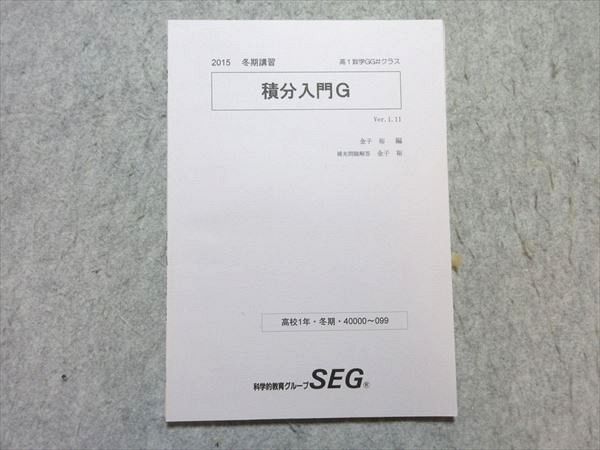 2015 冬期講習 高1数学GG#クラス
積分入門G
Ver.1.11
金子 裕 編
補充問題解答 金子 裕
高校1年・冬期・40000〜099
科学的教育グループSEG®